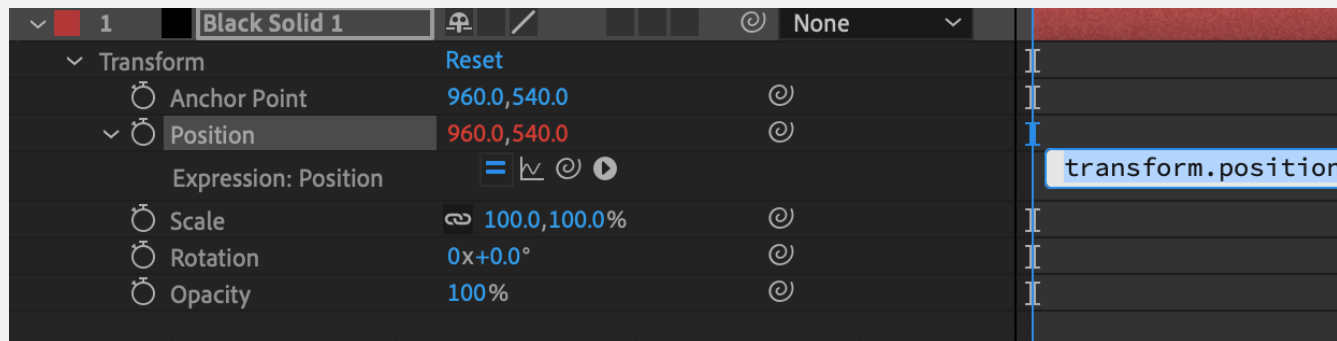 1 Black Solid 1 None
Transform Reset
Anchor Point 960.0,540.0
Position 960.0,540.0
Expression: Position transform.position
Scale 100.0,100.0%
Rotation 0x+0.0°
Opacity 100%